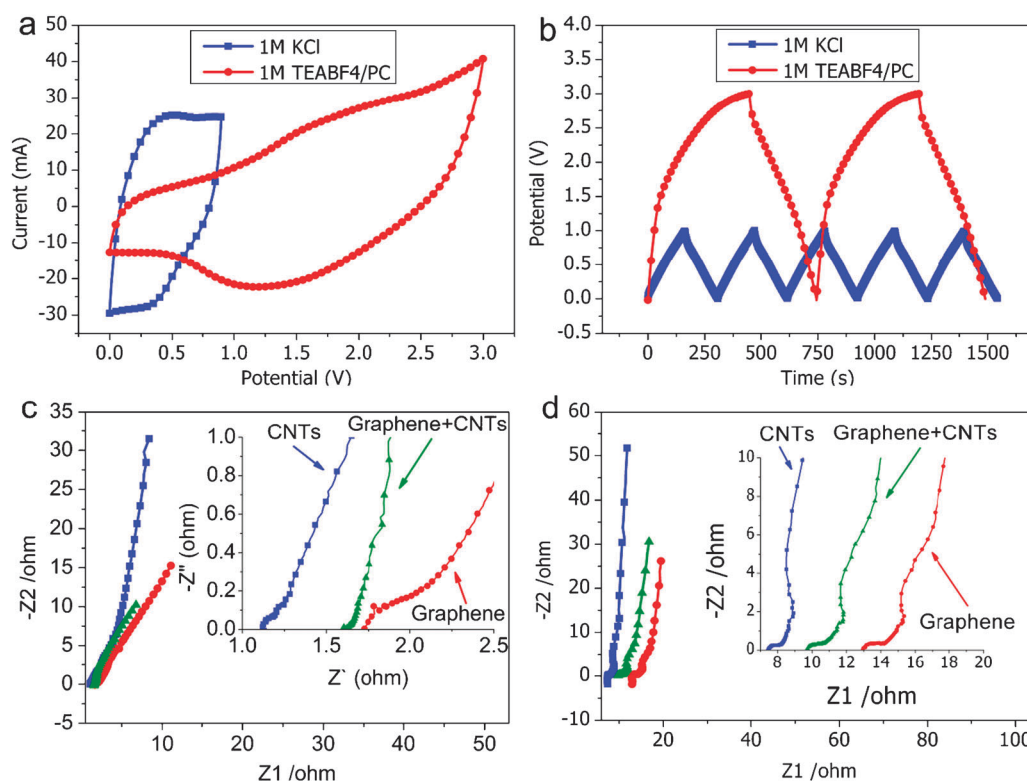 a
1M KCl
1M TEABF4/PC
50
40
30
20
10
0
-10
-20
-30
Current (mA)
0.0 0.5 1.0 1.5 2.0 2.5 3.0
Potential (V)
b
1M KCl
1M TEABF4/PC
4.0
3.5
3.0
2.5
2.0
1.5
1.0
0.5
0.0
-0.5
Potential (V)
0 250 500 750 1000 1250 1500
Time (s)
c
35
30
25
20
15
10
5
0
-5
-Z2/ohm
0 5 10 15 20 25 30 35 40 45 50
Z1 /ohm
CNTs
Graphene+CNTs
Graphene
1.0
0.8
0.6
0.4
0.2
0.0
-Z'' (ohm)
1.0 1.5 2.0 2.5
Z` (ohm)
d
60
50
40
30
20
10
0
-10
-Z2/ohm
20 40 60 80 100
Z1 /ohm
CNTs
Graphene+CNTs
Graphene
10
8
6
4
2
0
-Z2 /ohm
8 10 12 14 16 18 20
Z1 /ohm